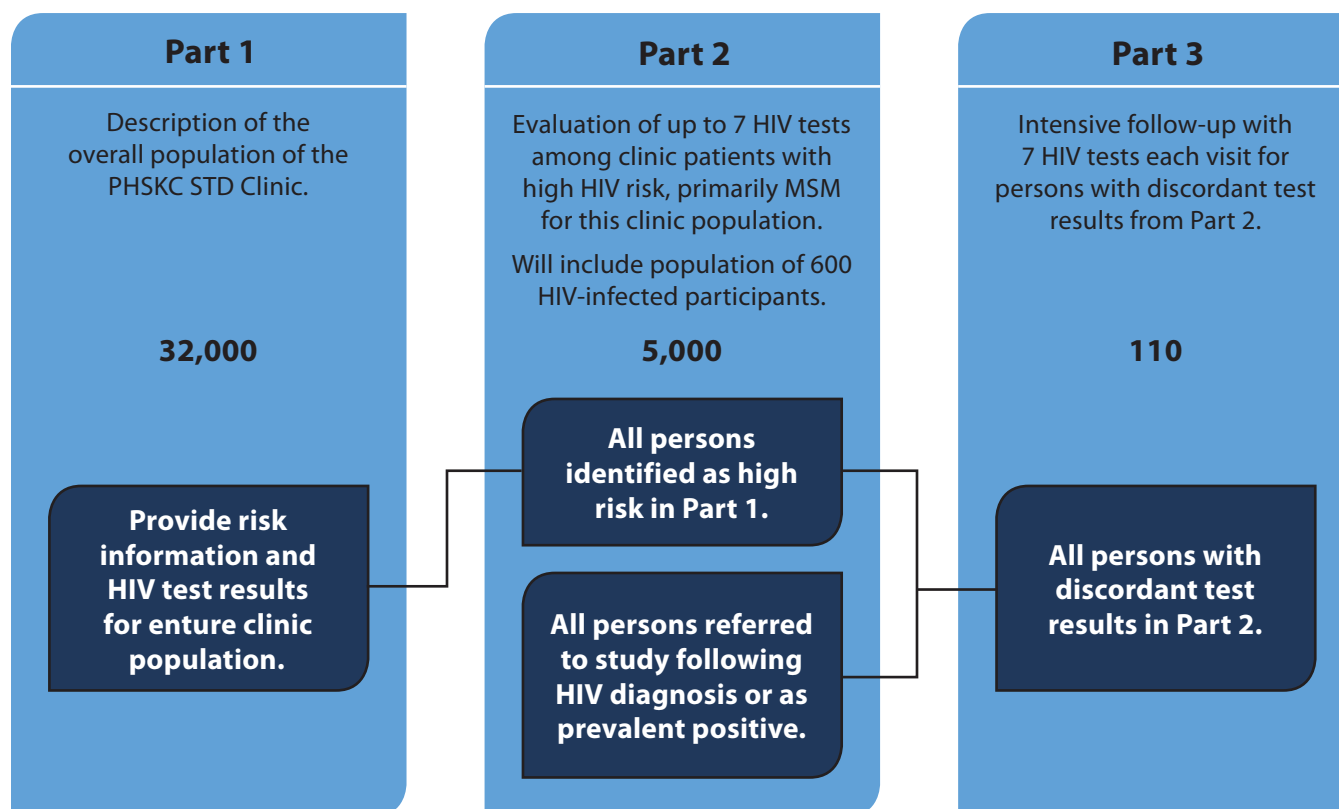 Part 1
Description of the
overall population of the
PHSKC STD Clinic.
32,000
Provide risk
information and
HIV test results
for enture clinic
population.
Part 2
Evaluation of up to 7 HIV tests
among clinic patients with
high HIV risk, primarily MSM
for this clinic population.
Will include population of 600
HIV-infected participants.
5,000
All persons
identified as high
risk in Part 1.
All persons referred
to study following
HIV diagnosis or as
prevalent positive.
Part 3
Intensive follow-up with
7 HIV tests each visit for
persons with discordant test
results from Part 2.
110
All persons with
discordant test
results in Part 2.